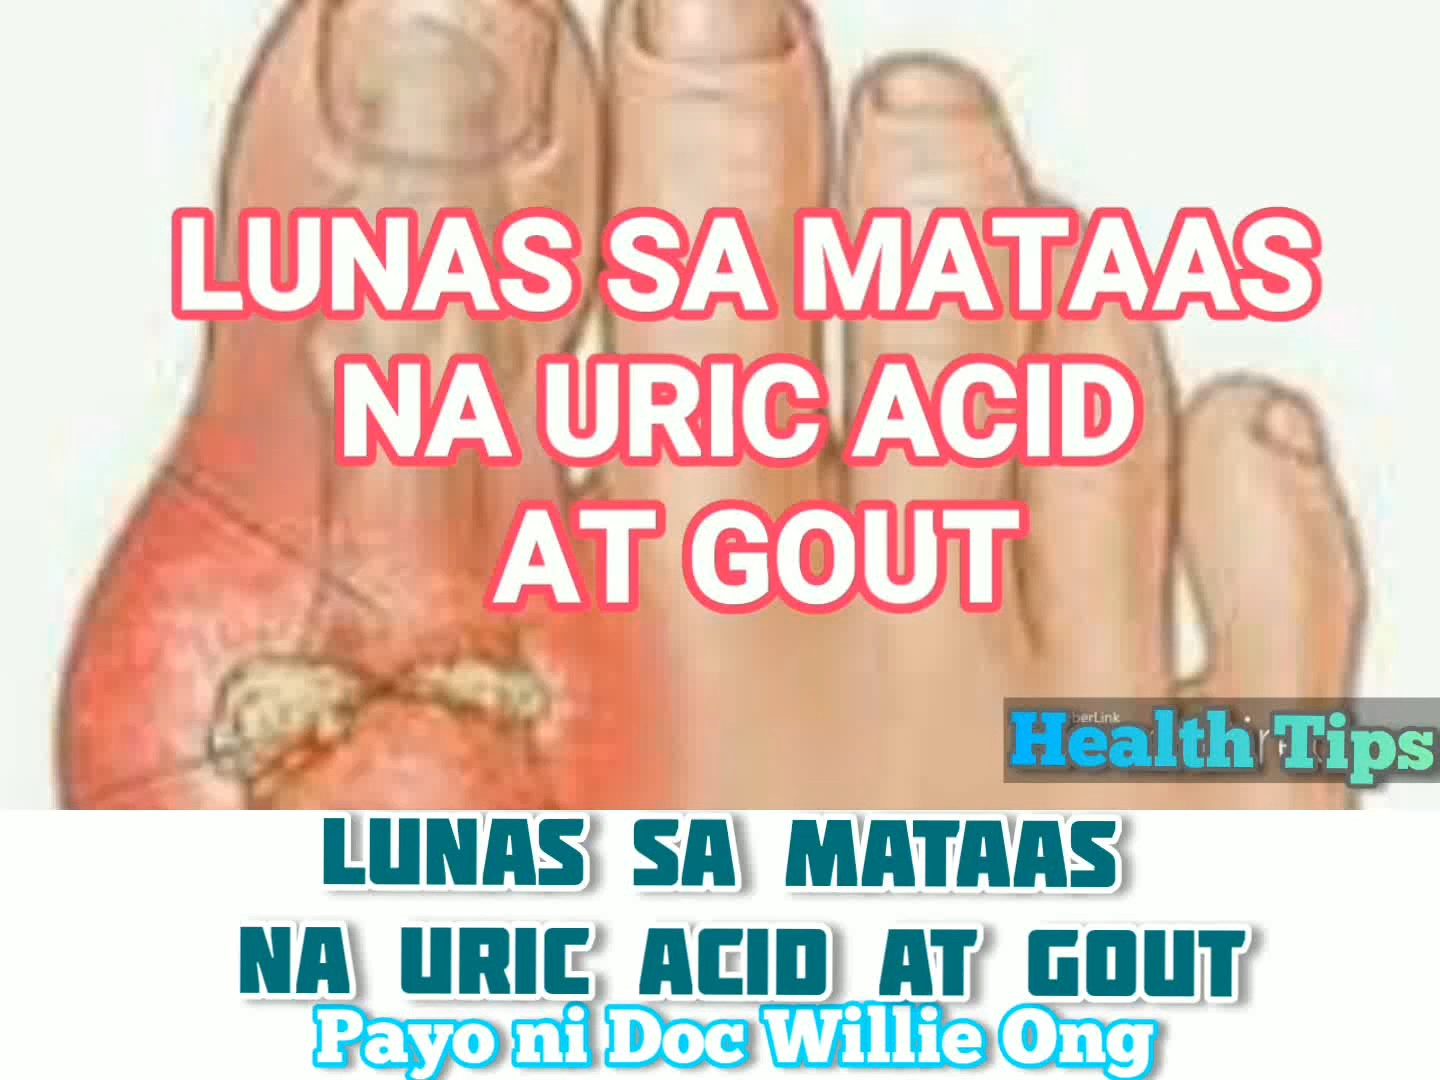 LUNAS SA MATAAS
NA URIC ACID
AT GOUT
berLink
Health Tips
LUNAS SA MATAAS
NA URIC ACID AT GOUT
Payo ni Doc Willie Ong